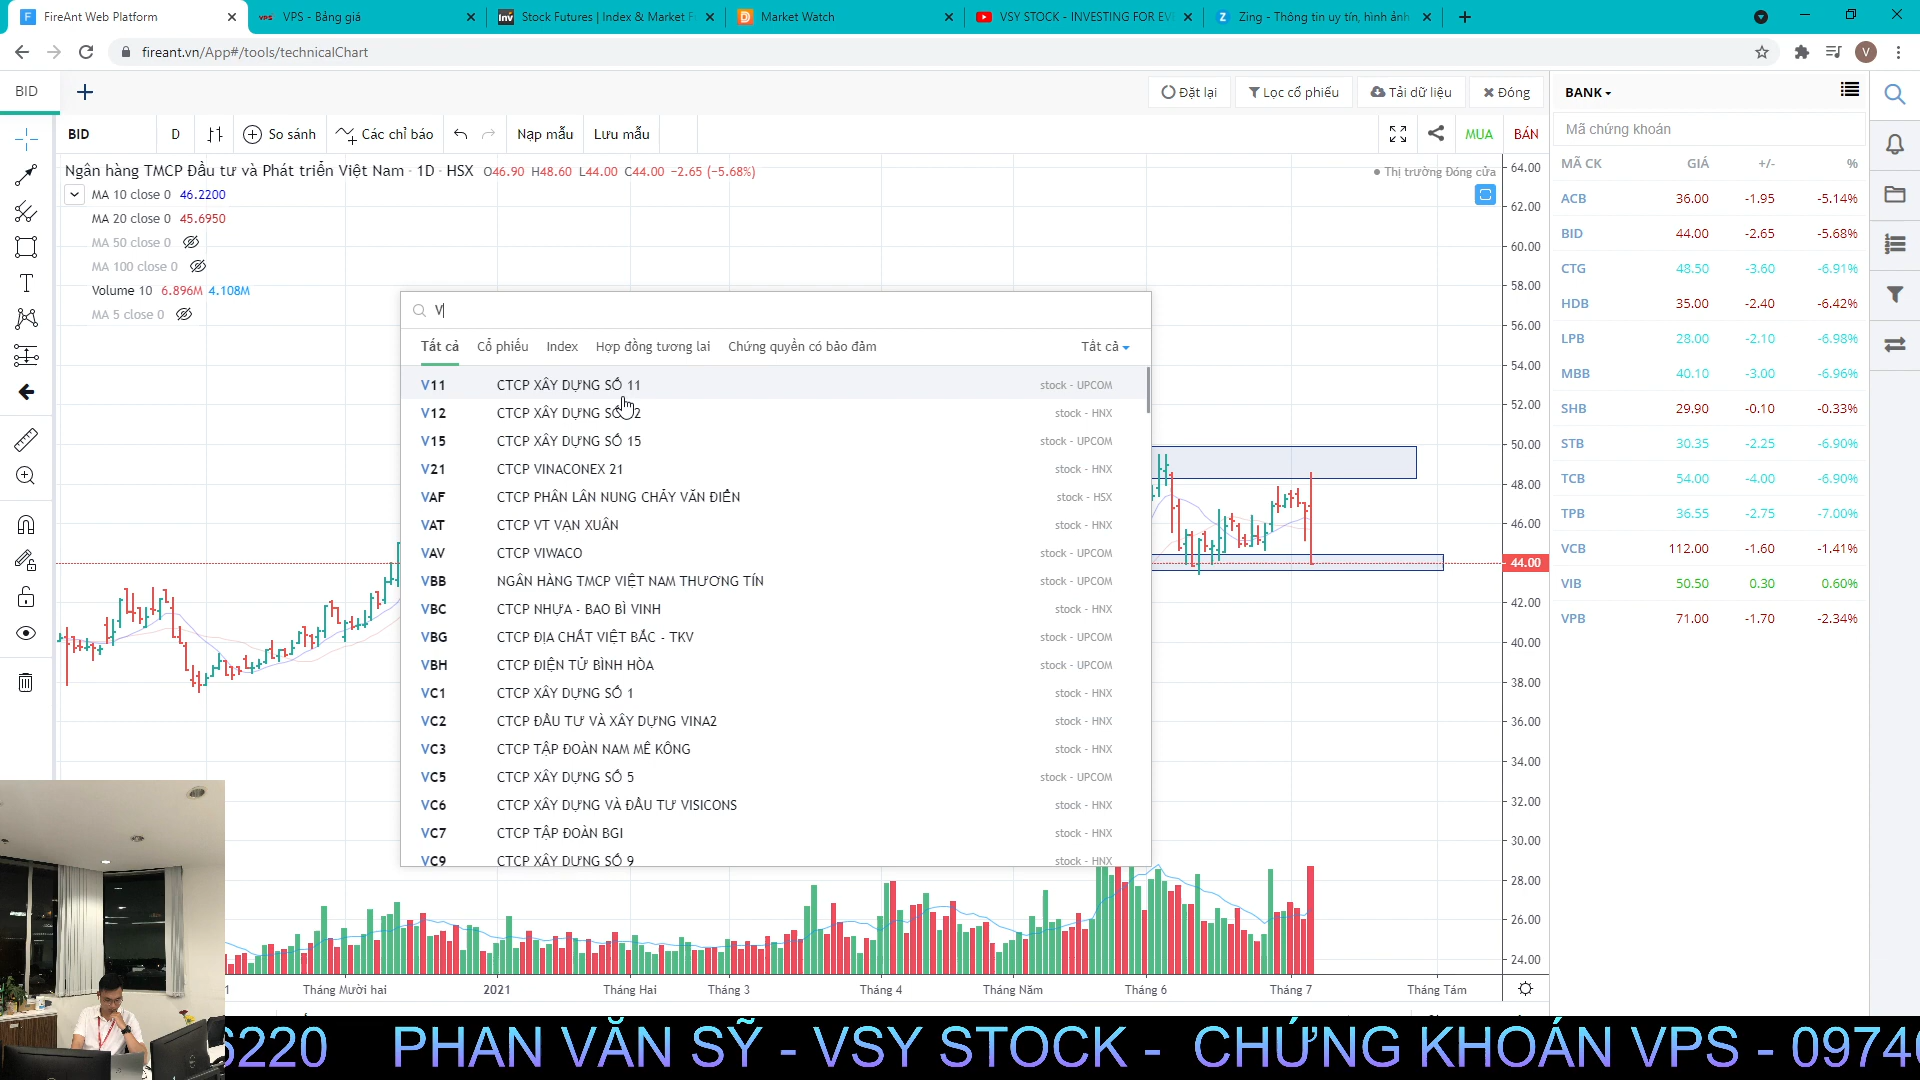 FireAnt Web Platform
VPS - Bảng giá
Stock Futures | Index & Market F
Market Watch
VSY STOCK - INVESTING FOR EV
Zing - Thông tin uy tín, hình ảnh
fireant.vn/App#/tools/technicalChart
V
BID
Đặt lại
Lọc cổ phiếu
Tải dữ liệu
Đóng
BID
D
So sánh
Các chỉ báo
Nạp mẫu
Lưu mẫu
MUA
BÁN
Ngân hàng TMCP Đầu tư và Phát triển Việt Nam · 1D · HSX O46.90 H48.60 L44.00 C44.00 -2.65 (-5.68%)
Thị trường Đóng cửa
MA 10 close 0 46.2200
MA 20 close 0 45.6950
MA 50 close 0
MA 100 close 0
Volume 10 6.896M 4.108M
MA 5 close 0
V
Tất cả Cổ phiếu Index Hợp đồng tương lai Chứng quyền có bảo đảm Tất cả
V11 CTCP XÂY DỰNG SỐ 11 stock - UPCOM
V12 CTCP XÂY DỰNG SỐ 12 stock - HNX
V15 CTCP XÂY DỰNG SỐ 15 stock - UPCOM
V21 CTCP VINACONEX 21 stock - HNX
VAF CTCP PHÂN LÂN NUNG CHẢY VĂN ĐIỂN stock - HSX
VAT CTCP VT VẠN XUÂN stock - HNX
VAV CTCP VIWACO stock - UPCOM
VBB NGÂN HÀNG TMCP VIỆT NAM THƯƠNG TÍN stock - UPCOM
VBC CTCP NHỰA - BAO BÌ VINH stock - HNX
VBG CTCP ĐỊA CHẤT VIỆT BẮC - TKV stock - UPCOM
VBH CTCP ĐIỆN TỬ BÌNH HÒA stock - UPCOM
VC1 CTCP XÂY DỰNG SỐ 1 stock - HNX
VC2 CTCP ĐẦU TƯ VÀ XÂY DỰNG VINA2 stock - HNX
VC3 CTCP TẬP ĐOÀN NAM MÊ KÔNG stock - HNX
VC5 CTCP XÂY DỰNG SỐ 5 stock - UPCOM
VC6 CTCP XÂY DỰNG VÀ ĐẦU TƯ VISICONS stock - HNX
VC7 CTCP TẬP ĐOÀN BGI stock - HNX
VC9 CTCP XÂY DỰNG SỐ 9 stock - HNX
64.00
62.00
60.00
58.00
56.00
54.00
52.00
50.00
48.00
46.00
44.00
42.00
40.00
38.00
36.00
34.00
32.00
30.00
28.00
26.00
24.00
1 Tháng Mười hai 2021 Tháng Hai Tháng 3 Tháng 4 Tháng Năm Tháng 6 Tháng 7 Tháng Tám
BANK
Mã chứng khoán
MÃ CK GIÁ +/- %
ACB 36.00 -1.95 -5.14%
BID 44.00 -2.65 -5.68%
CTG 48.50 -3.60 -6.91%
HDB 35.00 -2.40 -6.42%
LPB 28.00 -2.10 -6.98%
MBB 40.10 -3.00 -6.96%
SHB 29.90 -0.10 -0.33%
STB 30.35 -2.25 -6.90%
TCB 54.00 -4.00 -6.90%
TPB 36.55 -2.75 -7.00%
VCB 112.00 -1.60 -1.41%
VIB 50.50 0.30 0.60%
VPB 71.00 -1.70 -2.34%
6220 PHAN VĂN SỸ - VSY STOCK - CHỨNG KHOÁN VPS - 0974